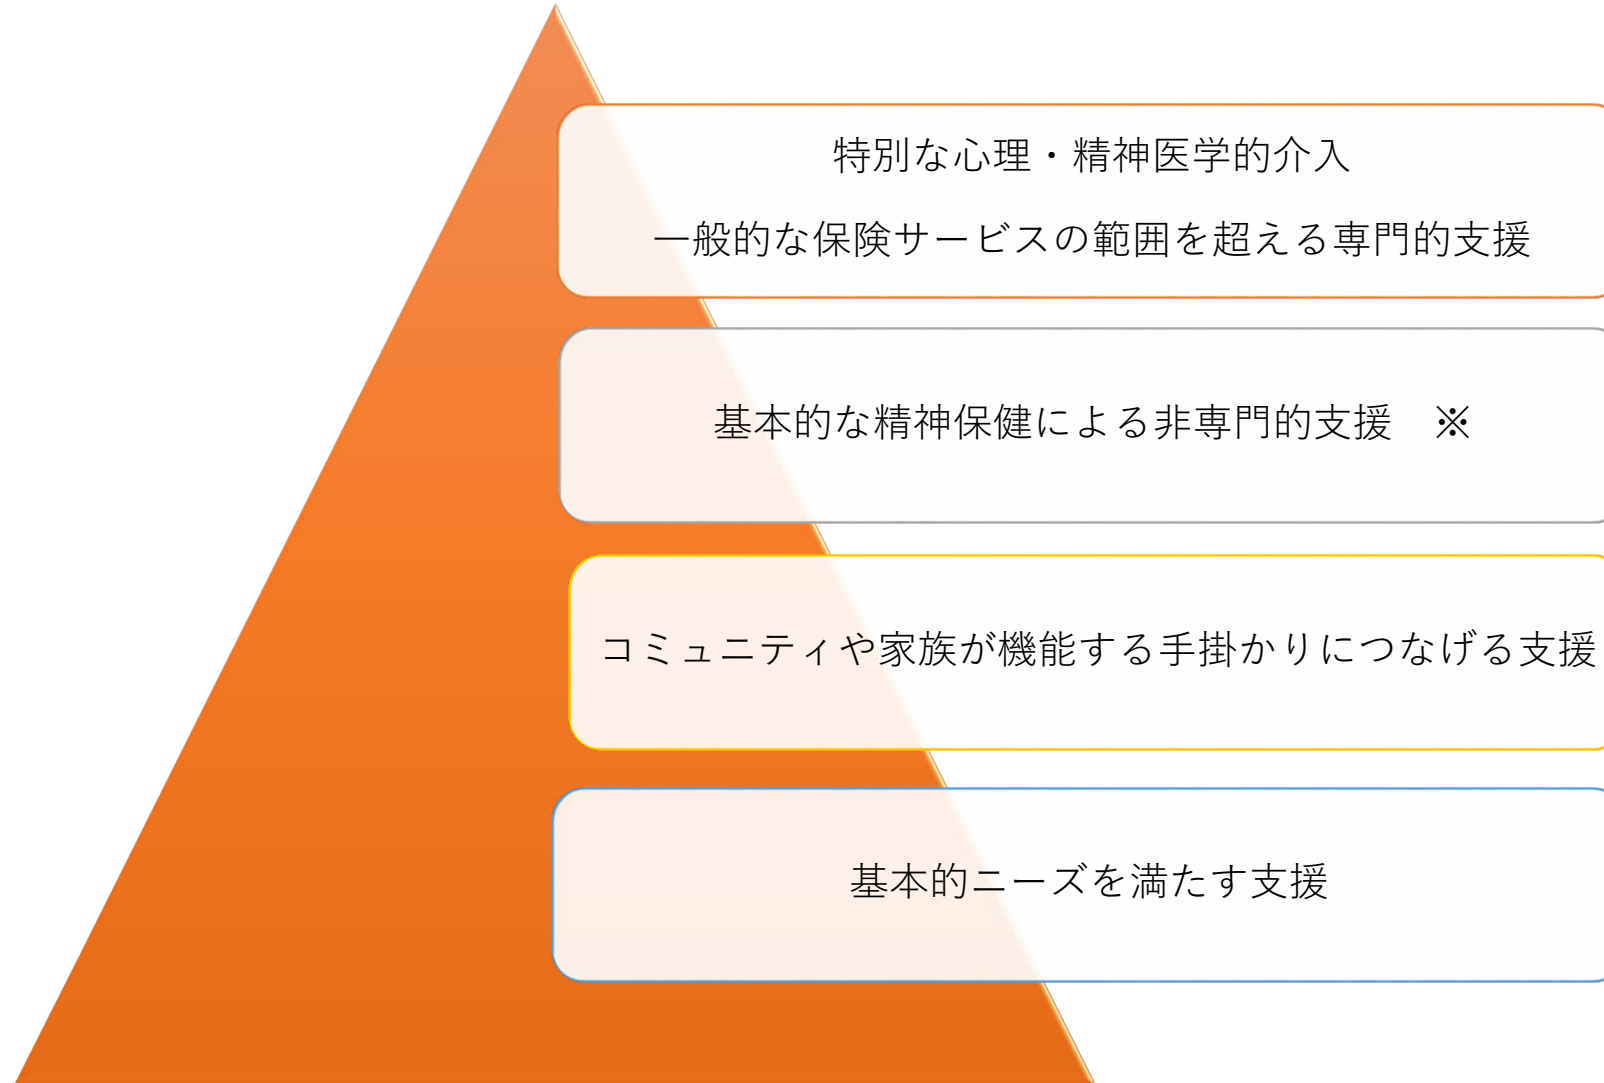 特別な心理・精神医学的介入
一般的な保険サービスの範囲を超える専門的支援
基本的な精神保健による非専門的支援　※
コミュニティや家族が機能する手掛かりにつなげる支援
基本的ニーズを満たす支援